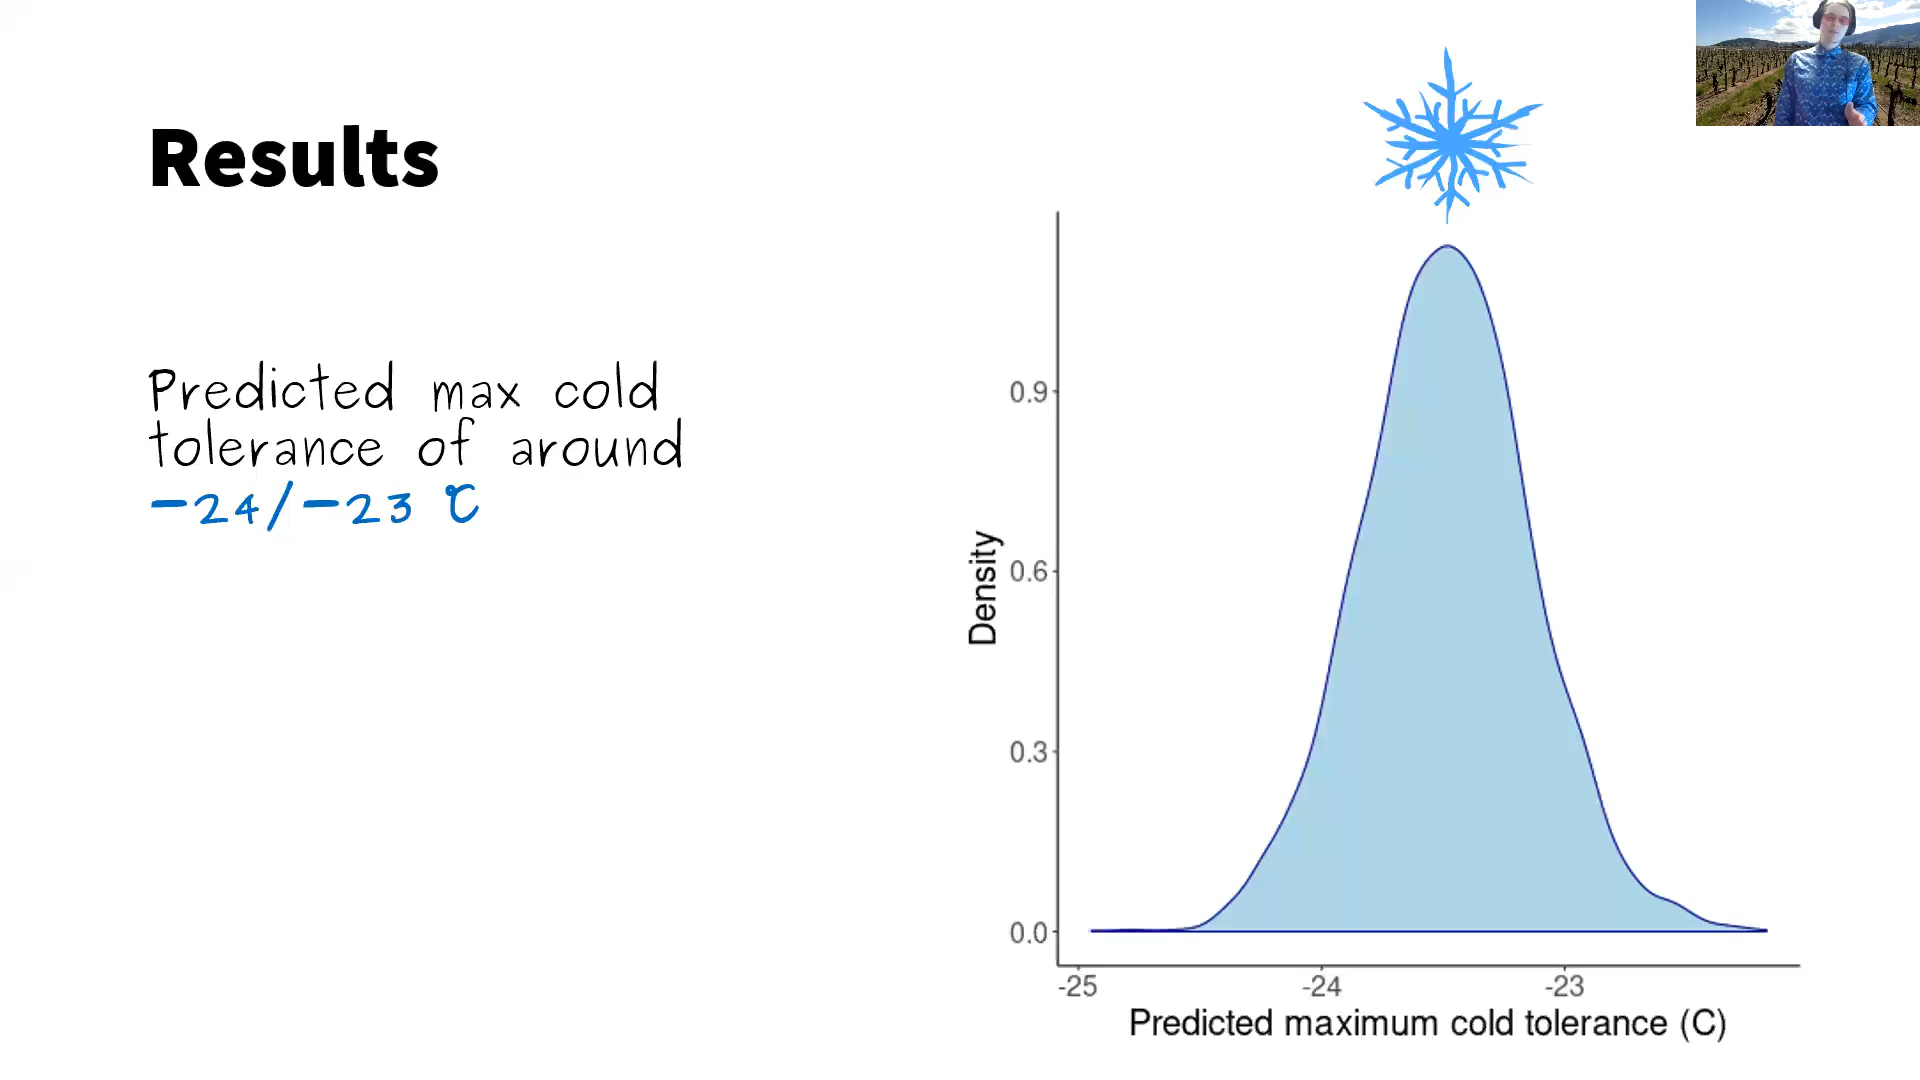 Results
Predicted max cold
tolerance of around
-24/-23 ℃
Density
0.9
0.6
0.3
0.0
-25 -24 -23
Predicted maximum cold tolerance (C)